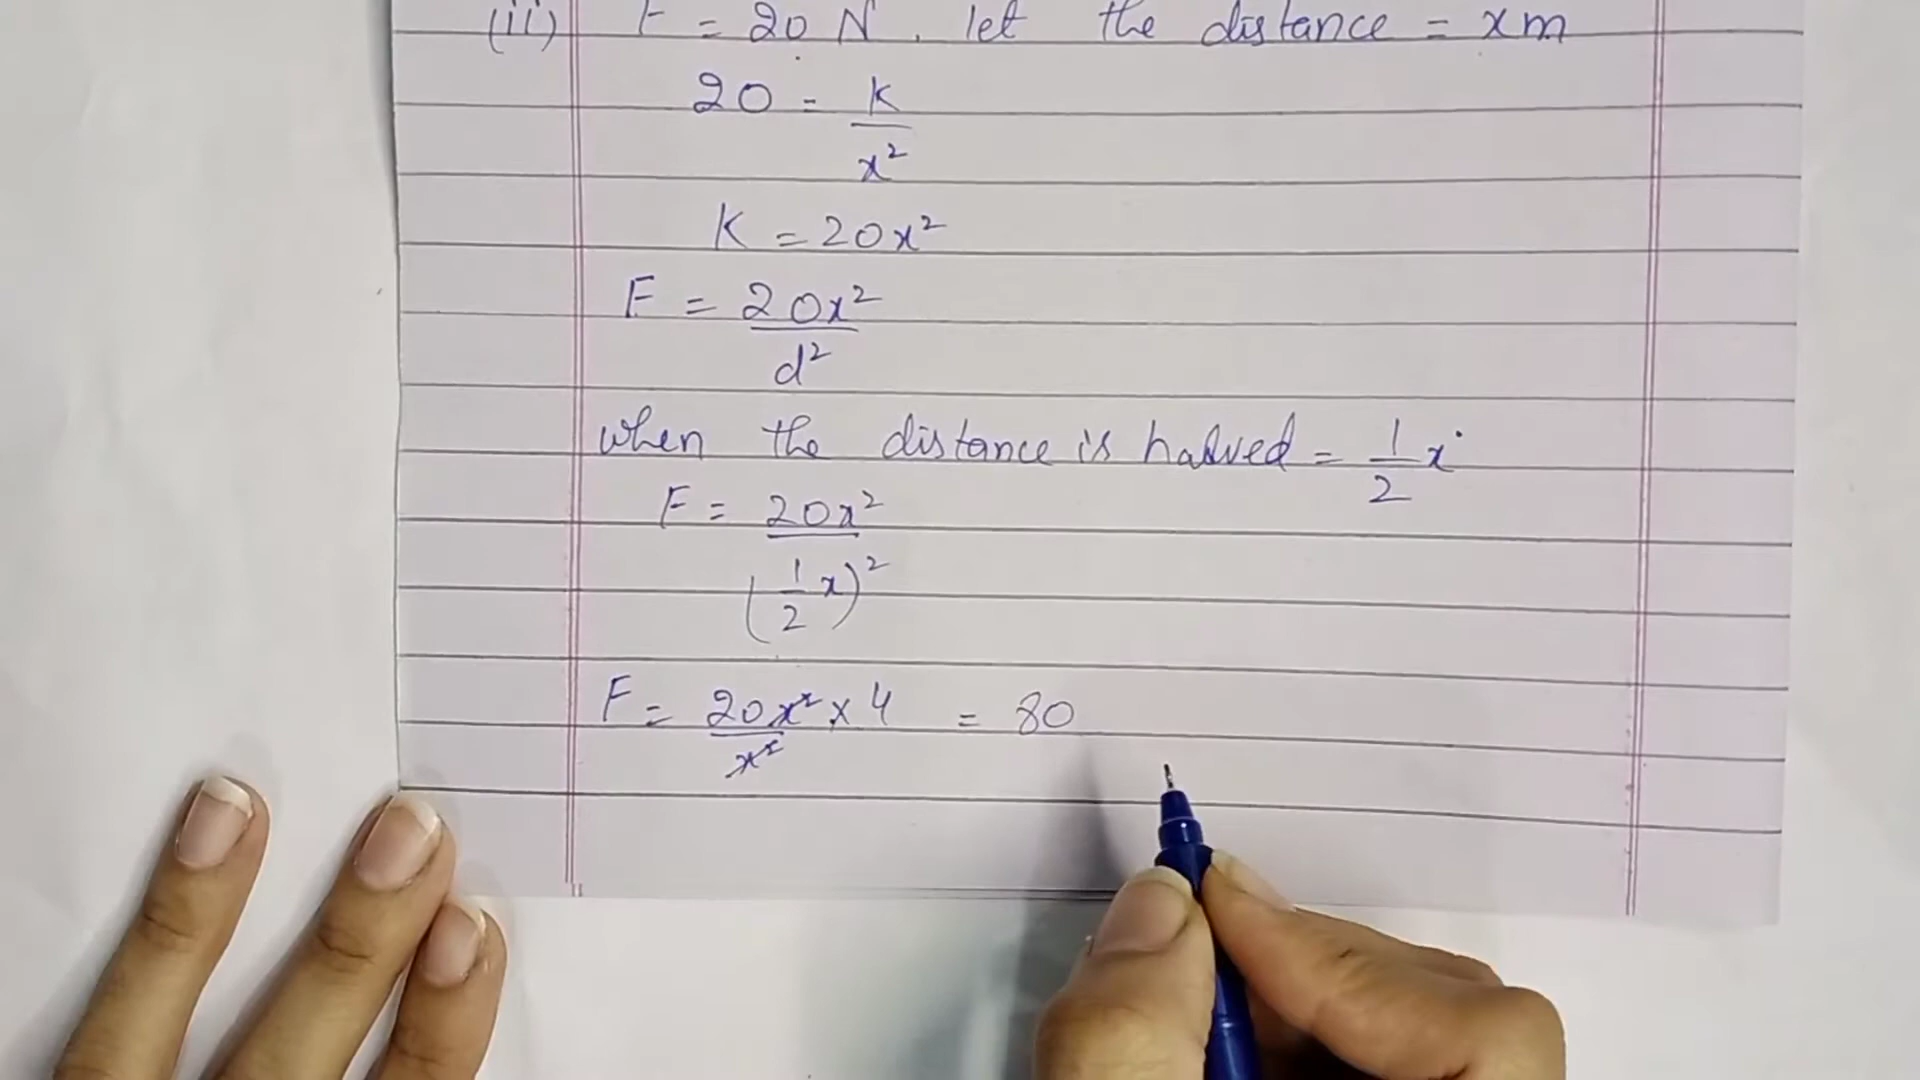 (iii) F = 20 N. let the distance = x m
20 = K/x²
K = 20x²
F = 20x²/d²
when the distance is halved = 1/2 x
F = 20x²/(1/2 x)²
F = 20x² × 4/x² = 80